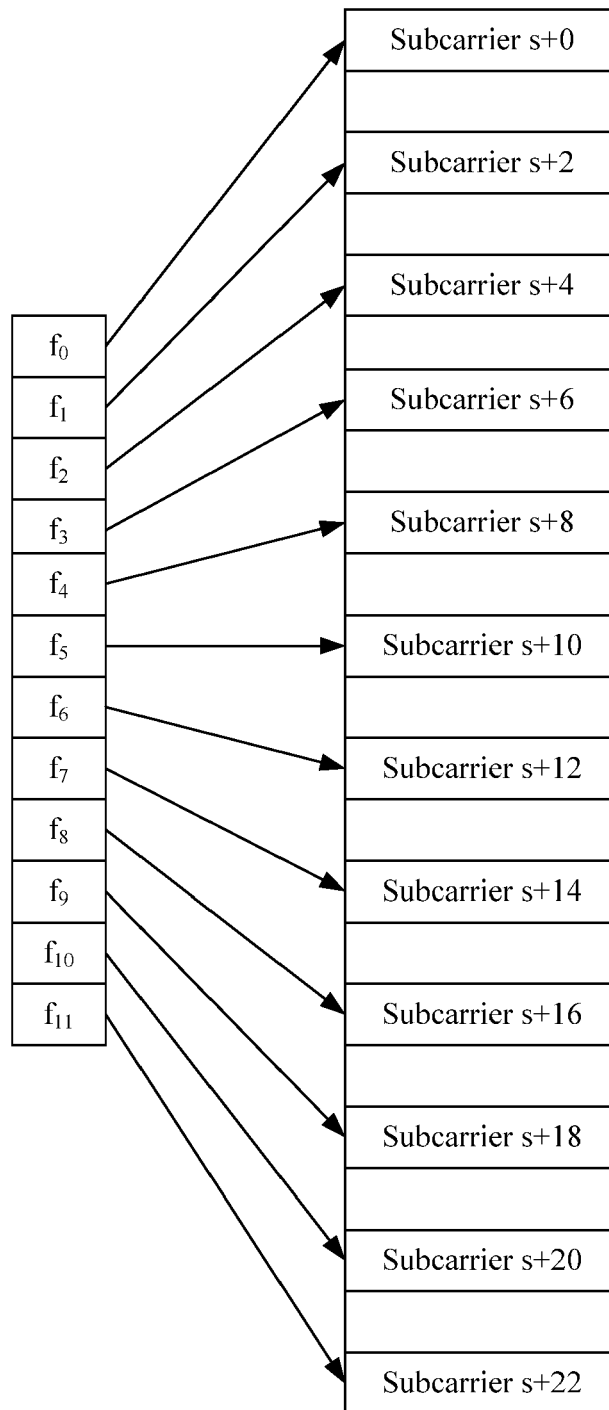 Subcarrier s+0
Subcarrier s+2
Subcarrier s+4
Subcarrier s+6
Subcarrier s+8
Subcarrier s+10
Subcarrier s+12
Subcarrier s+14
Subcarrier s+16
Subcarrier s+18
Subcarrier s+20
Subcarrier s+22
f₀
f₁
f₂
f₃
f₄
f₅
f₆
f₇
f₈
f₉
f₁₀
f₁₁